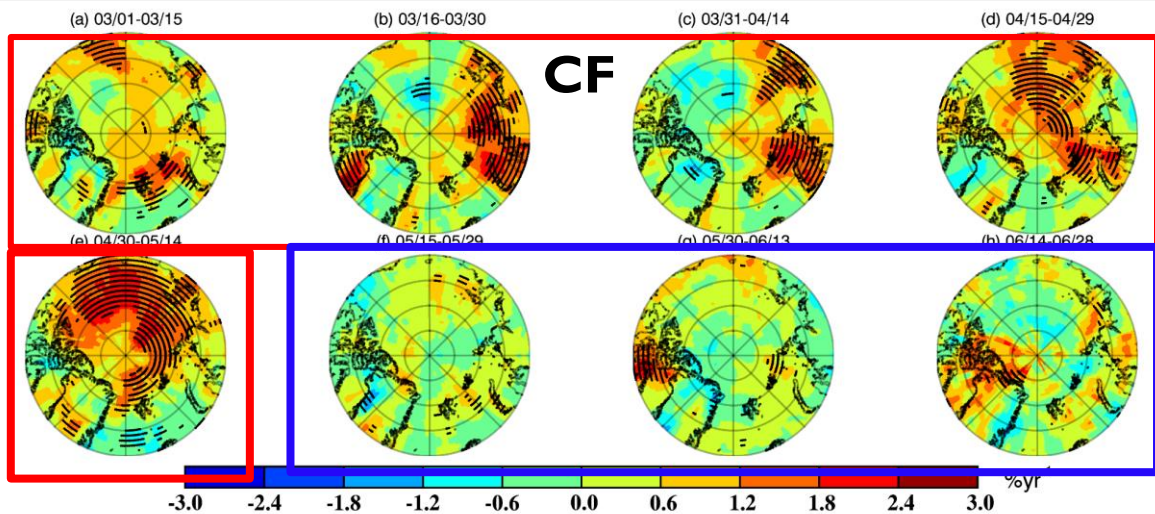 (a) 03/01-03/15 (b) 03/16-03/30 (c) 03/31-04/14 (d) 04/15-04/29
CF
(e) 04/30-05/14 (f) 05/15-05/29 (g) 05/30-06/13 (h) 06/14-06/28
%yr
-3.0 -2.4 -1.8 -1.2 -0.6 0.0 0.6 1.2 1.8 2.4 3.0